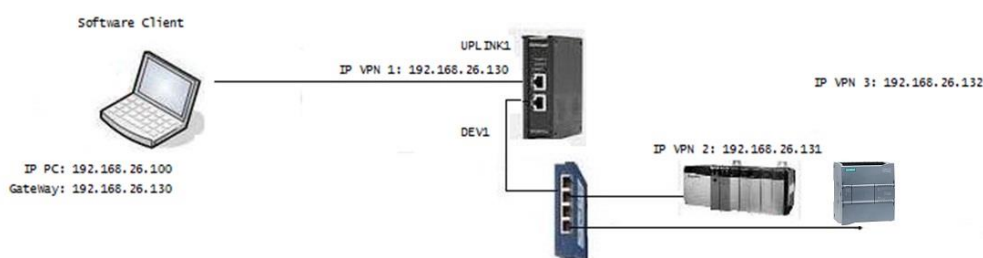 Software Client
UPLINK1
IP VPN 1: 192.168.26.130
IP VPN 3: 192.168.26.132
DEV1
IP VPN 2: 192.168.26.131
IP PC: 192.168.26.100
GateWay: 192.168.26.130